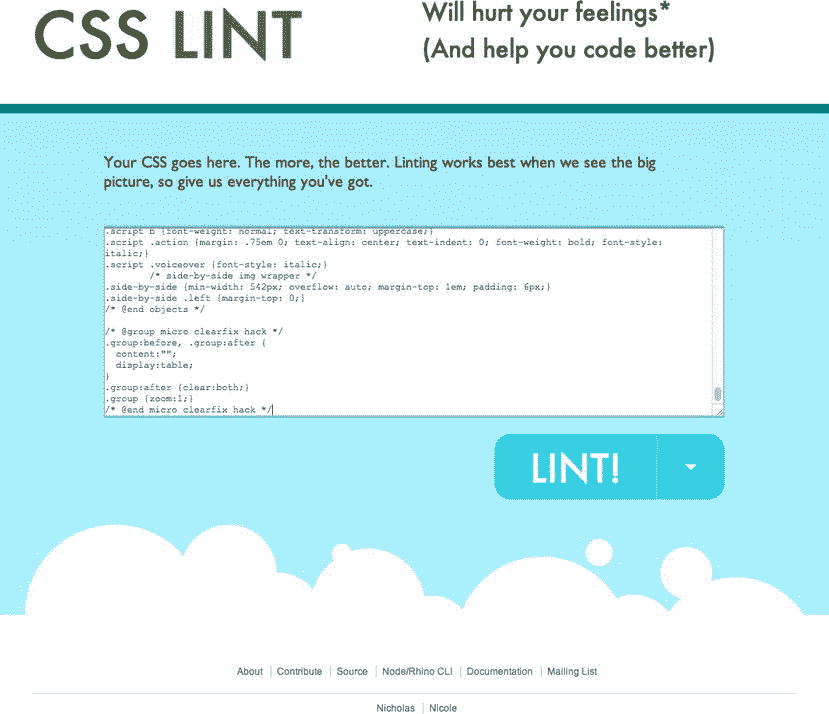 CSS LINT
Will hurt your feelings*
(And help you code better)
Your CSS goes here. The more, the better. Linting works best when we see the big
picture, so give us everything you've got.
.script b {font-weight: normal; text-transform: uppercase;}
.script .action {margin: .75em 0; text-align: center; text-indent: 0; font-weight: bold; font-style:
italic;}
.script .voiceover {font-style: italic;}
/* side-by-side img wrapper */
.side-by-side {min-width: 542px; overflow: auto; margin-top: 1em; padding: 6px;}
.side-by-side .left {margin-top: 0;}
/* @end objects */
/* @group micro clearfix hack */
.group:before, .group:after {
content:"";
display:table;
}
.group:after {clear:both;}
.group {zoom:1;}
/* @end micro clearfix hack */
LINT!
About | Contribute | Source | Node/Rhino CLI | Documentation | Mailing List
Nicholas | Nicole